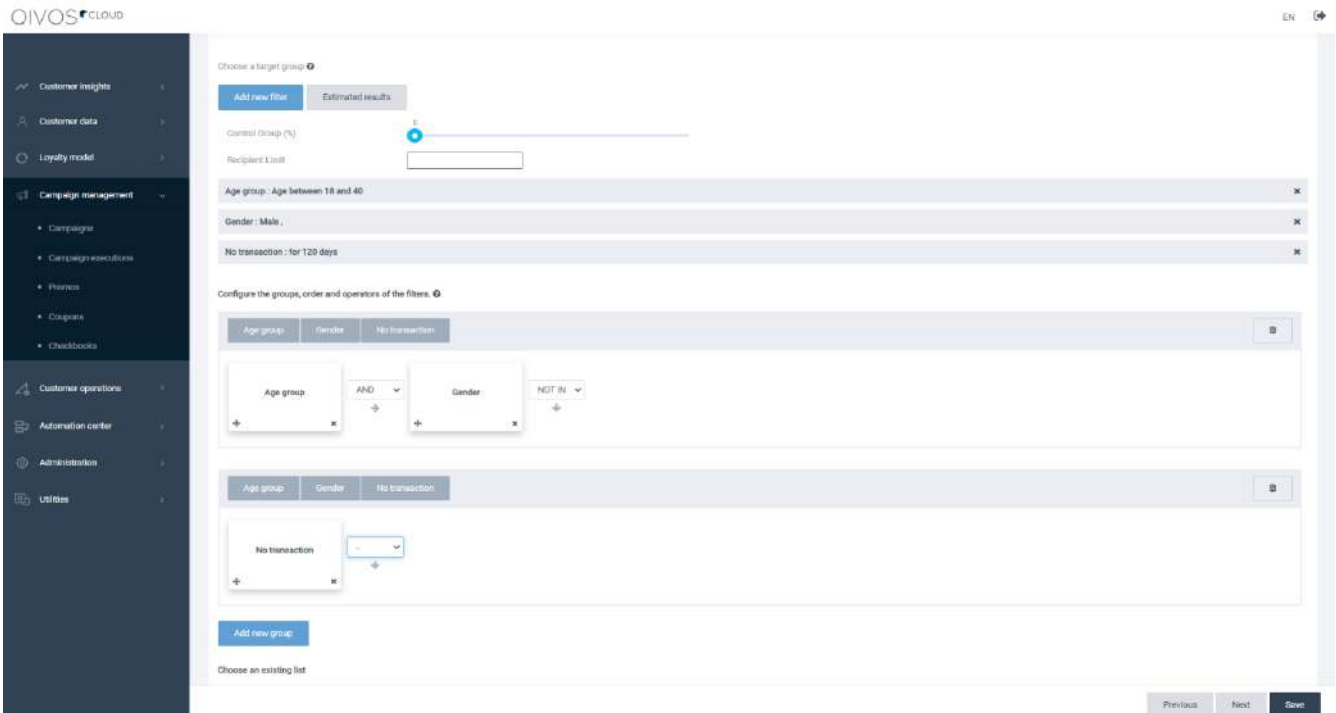 QIVOS CLOUD
EN
Customer insights
Customer data
Loyalty model
Campaign management
Campaigns
Campaign executions
Promos
Coupons
Checkbooks
Customer operations
Automation center
Administration
Utilities
Choose a target group
Add new filter
Estimated results
Control Group (%)
Recipient Limit
Age group : Age between 18 and 40
Gender : Male ,
No transaction : for 120 days
Configure the groups, order and operators of the filters.
Age group Gender No transaction
Age group AND Gender NOT IN
Age group Gender No transaction
No transaction -
Add new group
Choose an existing list
Previous Next Save